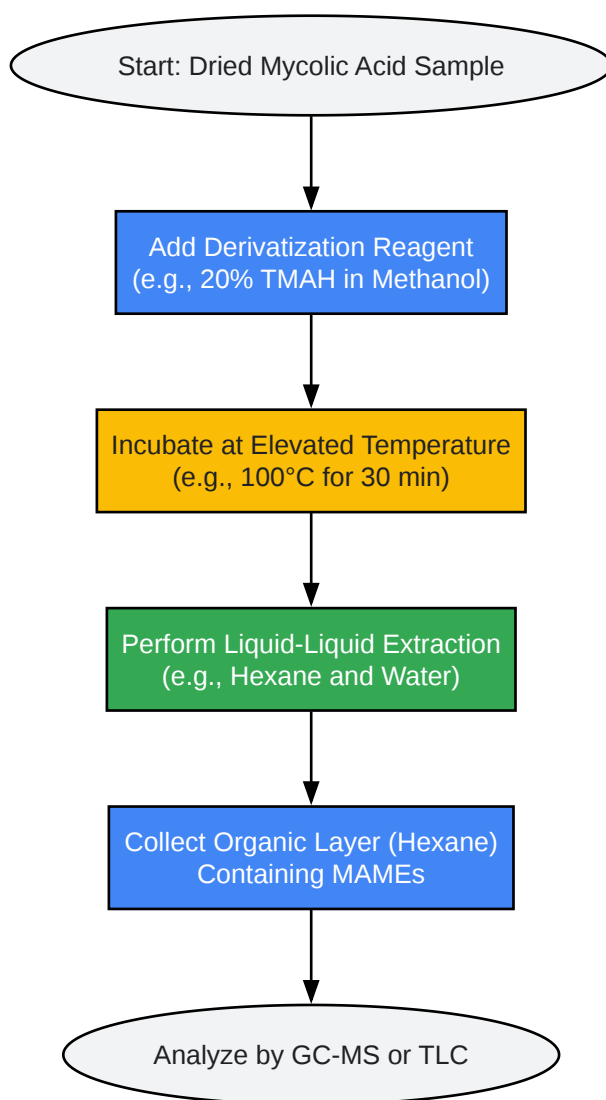 Start: Dried Mycolic Acid Sample
Add Derivatization Reagent
(e.g., 20% TMAH in Methanol)
Incubate at Elevated Temperature
(e.g., 100°C for 30 min)
Perform Liquid-Liquid Extraction
(e.g., Hexane and Water)
Collect Organic Layer (Hexane)
Containing MAMEs
Analyze by GC-MS or TLC